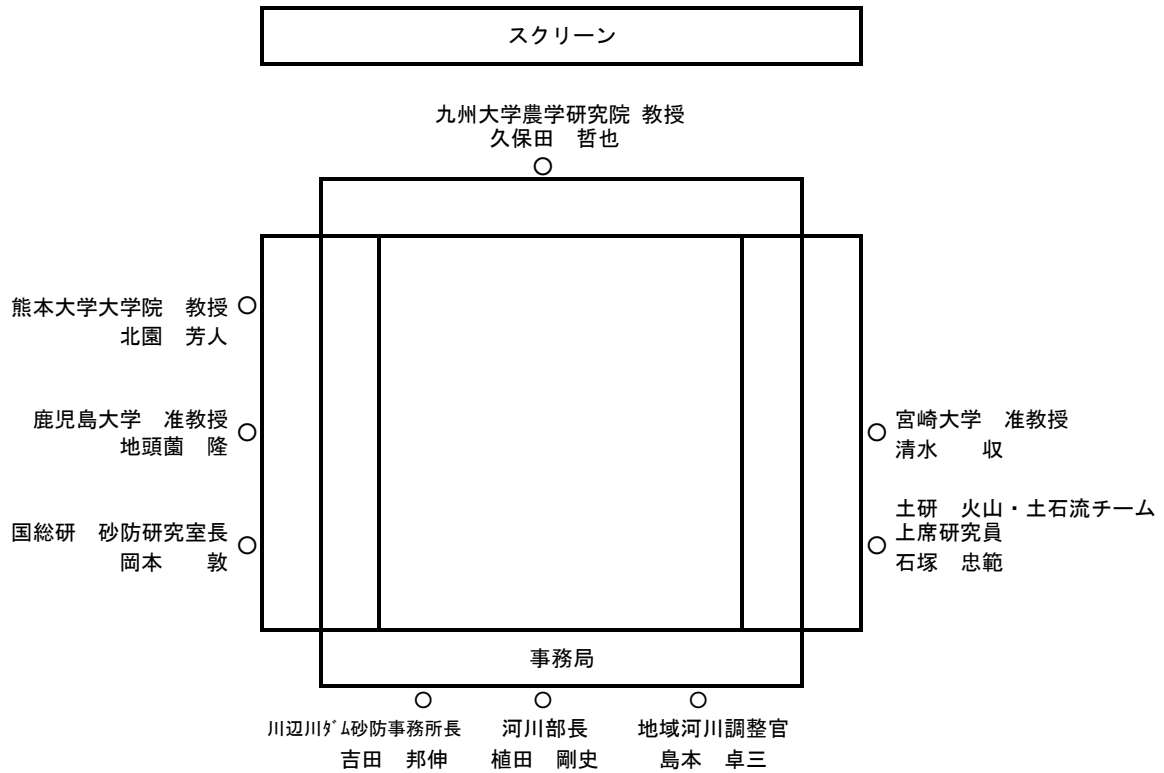 スクリーン
九州大学農学研究院 教授
久保田　哲也
熊本大学大学院　教授
北園　芳人
鹿児島大学　准教授
地頭薗　隆
国総研　砂防研究室長
岡本　　敦
宮崎大学　准教授
清水　　収
土研　火山・土石流チーム
上席研究員
石塚　忠範
事務局
川辺川ﾀﾞﾑ砂防事務所長
吉田　邦伸
河川部長
植田　剛史
地域河川調整官
島本　卓三